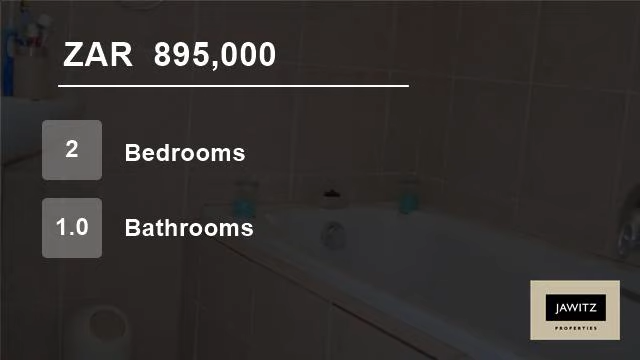 ZAR 895,000
2
Bedrooms
1.0
Bathrooms
JAWITZ
PROPERTIES